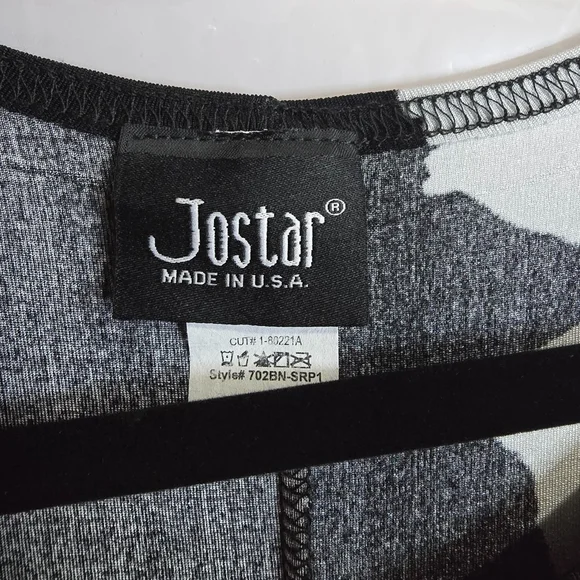 Jostar®
MADE IN U.S.A.
CUT# 1-80221A
Style# 702BN-SRP1